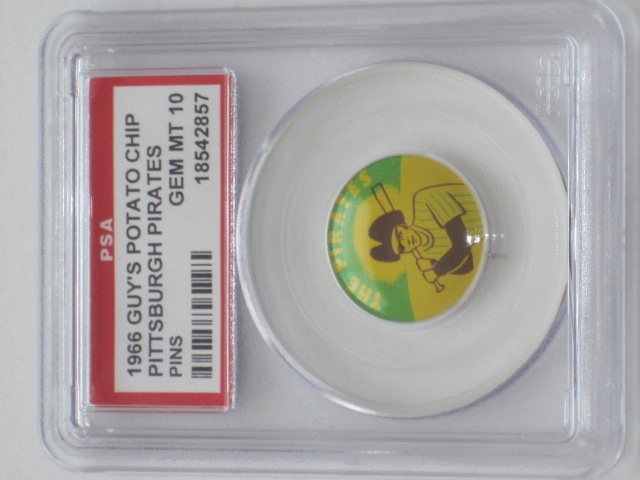 PSA
1966 GUY'S POTATO CHIP
PITTSBURGH PIRATES
PINS GEM MT 10
18542857
THE PIRATES